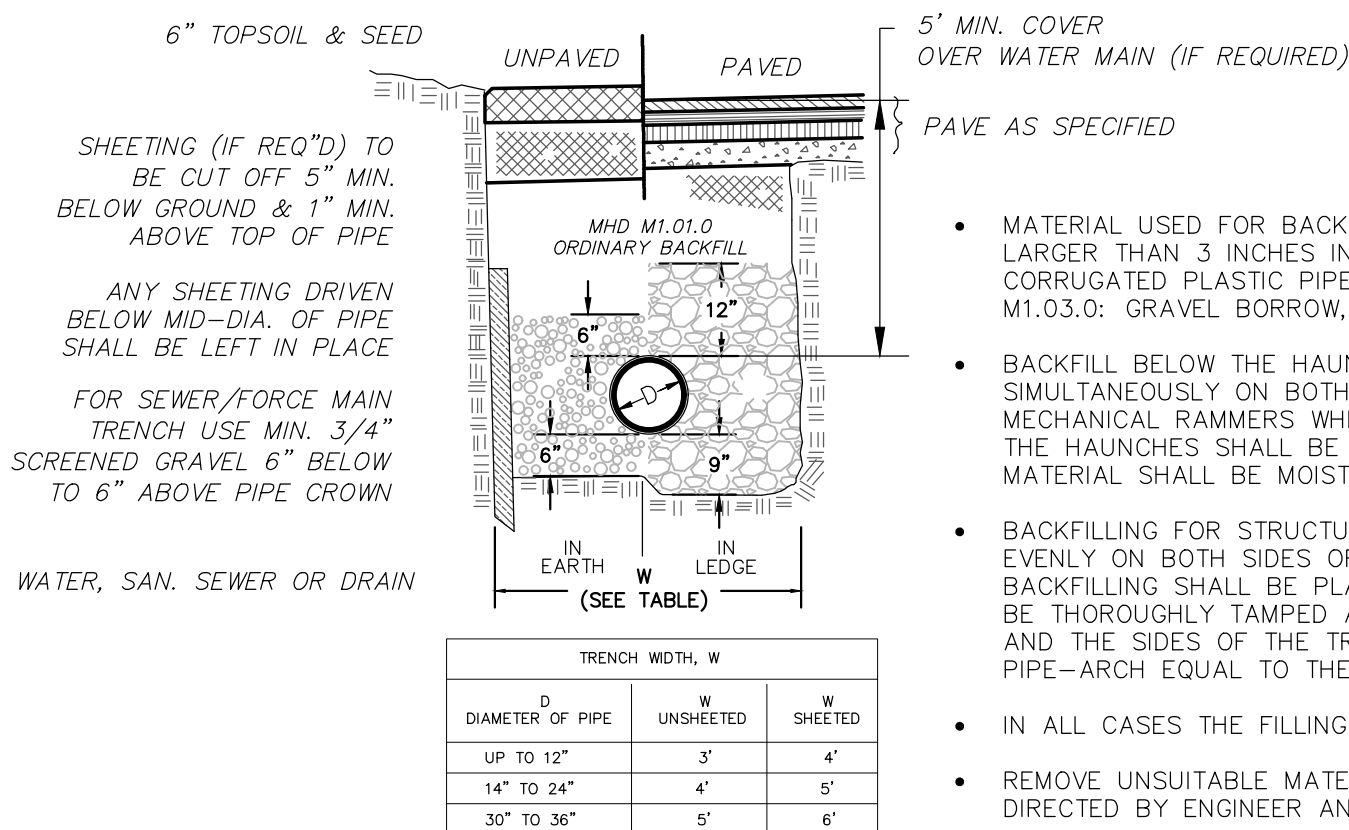 6” TOPSOIL & SEED
UNPAVED
PAVED
5’ MIN. COVER
OVER WATER MAIN (IF REQUIRED)
PAVE AS SPECIFIED
SHEETING (IF REQ”D) TO
BE CUT OFF 5” MIN.
BELOW GROUND & 1” MIN.
ABOVE TOP OF PIPE
ANY SHEETING DRIVEN
BELOW MID–DIA. OF PIPE
SHALL BE LEFT IN PLACE
FOR SEWER/FORCE MAIN
TRENCH USE MIN. 3/4”
SCREENED GRAVEL 6” BELOW
TO 6” ABOVE PIPE CROWN
WATER, SAN. SEWER OR DRAIN
MHD M1.01.0
ORDINARY BACKFILL
12”
6”
D
6”
9”
IN
EARTH
IN
LEDGE
W
(SEE TABLE)
TRENCH WIDTH, W
D
DIAMETER OF PIPE
W
UNSHEETED
W
SHEETED
UP TO 12” 3’ 4’
14” TO 24” 4’ 5’
30” TO 36” 5’ 6’
• MATERIAL USED FOR BACK
LARGER THAN 3 INCHES IN
CORRUGATED PLASTIC PIPE
M1.03.0: GRAVEL BORROW,
• BACKFILL BELOW THE HAUN
SIMULTANEOUSLY ON BOTH
MECHANICAL RAMMERS WHE
THE HAUNCHES SHALL BE
MATERIAL SHALL BE MOIST
• BACKFILLING FOR STRUCTU
EVENLY ON BOTH SIDES OF
BACKFILLING SHALL BE PLA
BE THOROUGHLY TAMPED A
AND THE SIDES OF THE TR
PIPE–ARCH EQUAL TO THE
• IN ALL CASES THE FILLING
• REMOVE UNSUITABLE MATE
DIRECTED BY ENGINEER AN